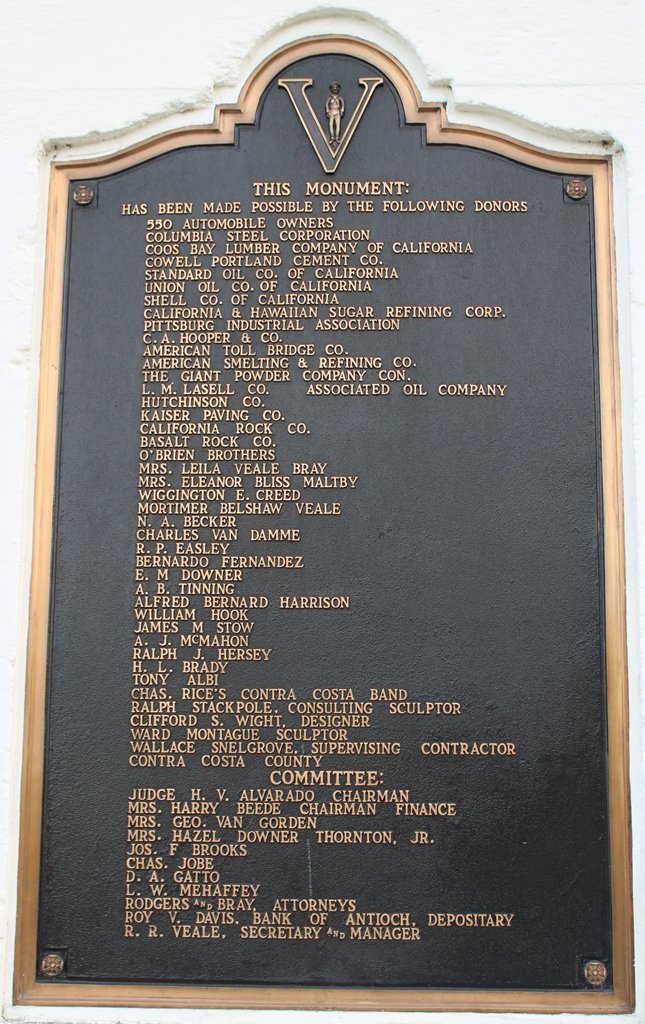 V
THIS MONUMENT:
HAS BEEN MADE POSSIBLE BY THE FOLLOWING DONORS
550 AUTOMOBILE OWNERS
COLUMBIA STEEL CORPORATION
COOS BAY LUMBER COMPANY OF CALIFORNIA
COWELL PORTLAND CEMENT CO.
STANDARD OIL CO. OF CALIFORNIA
UNION OIL CO. OF CALIFORNIA
SHELL CO. OF CALIFORNIA
CALIFORNIA & HAWAIIAN SUGAR REFINING CORP.
PITTSBURG INDUSTRIAL ASSOCIATION
C. A. HOOPER & CO.
AMERICAN TOLL BRIDGE CO.
AMERICAN SMELTING & REFINING CO.
THE GIANT POWDER COMPANY CON.
L. M. LASELL CO. ASSOCIATED OIL COMPANY
HUTCHINSON CO.
KAISER PAVING CO.
CALIFORNIA ROCK CO.
BASALT ROCK CO.
O'BRIEN BROTHERS
MRS. LEILA VEALE BRAY
MRS. ELEANOR BLISS MALTBY
WIGGINGTON E. CREED
MORTIMER BELSHAW VEALE
N. A. BECKER
CHARLES VAN DAMME
R. P. EASLEY
BERNARDO FERNANDEZ
E. M DOWNER
A. B. TINNING
ALFRED BERNARD HARRISON
WILLIAM HOOK
JAMES M STOW
A. J. McMAHON
RALPH J. HERSEY
H. L. BRADY
TONY ALBI
CHAS. RICE'S CONTRA COSTA BAND
RALPH STACKPOLE, CONSULTING SCULPTOR
CLIFFORD S. WIGHT, DESIGNER
WARD MONTAGUE SCULPTOR
WALLACE SNELGROVE, SUPERVISING CONTRACTOR
CONTRA COSTA COUNTY
COMMITTEE:
JUDGE H. V. ALVARADO CHAIRMAN
MRS. HARRY BEEDE CHAIRMAN FINANCE
MRS. GEO. VAN GORDEN
MRS. HAZEL DOWNER THORNTON, JR.
JOS. F BROOKS
CHAS. JOBE
D. A. GATTO
L. W. MEHAFFEY
RODGERS AND BRAY, ATTORNEYS
ROY V. DAVIS, BANK OF ANTIOCH, DEPOSITARY
R. R. VEALE, SECRETARY AND MANAGER